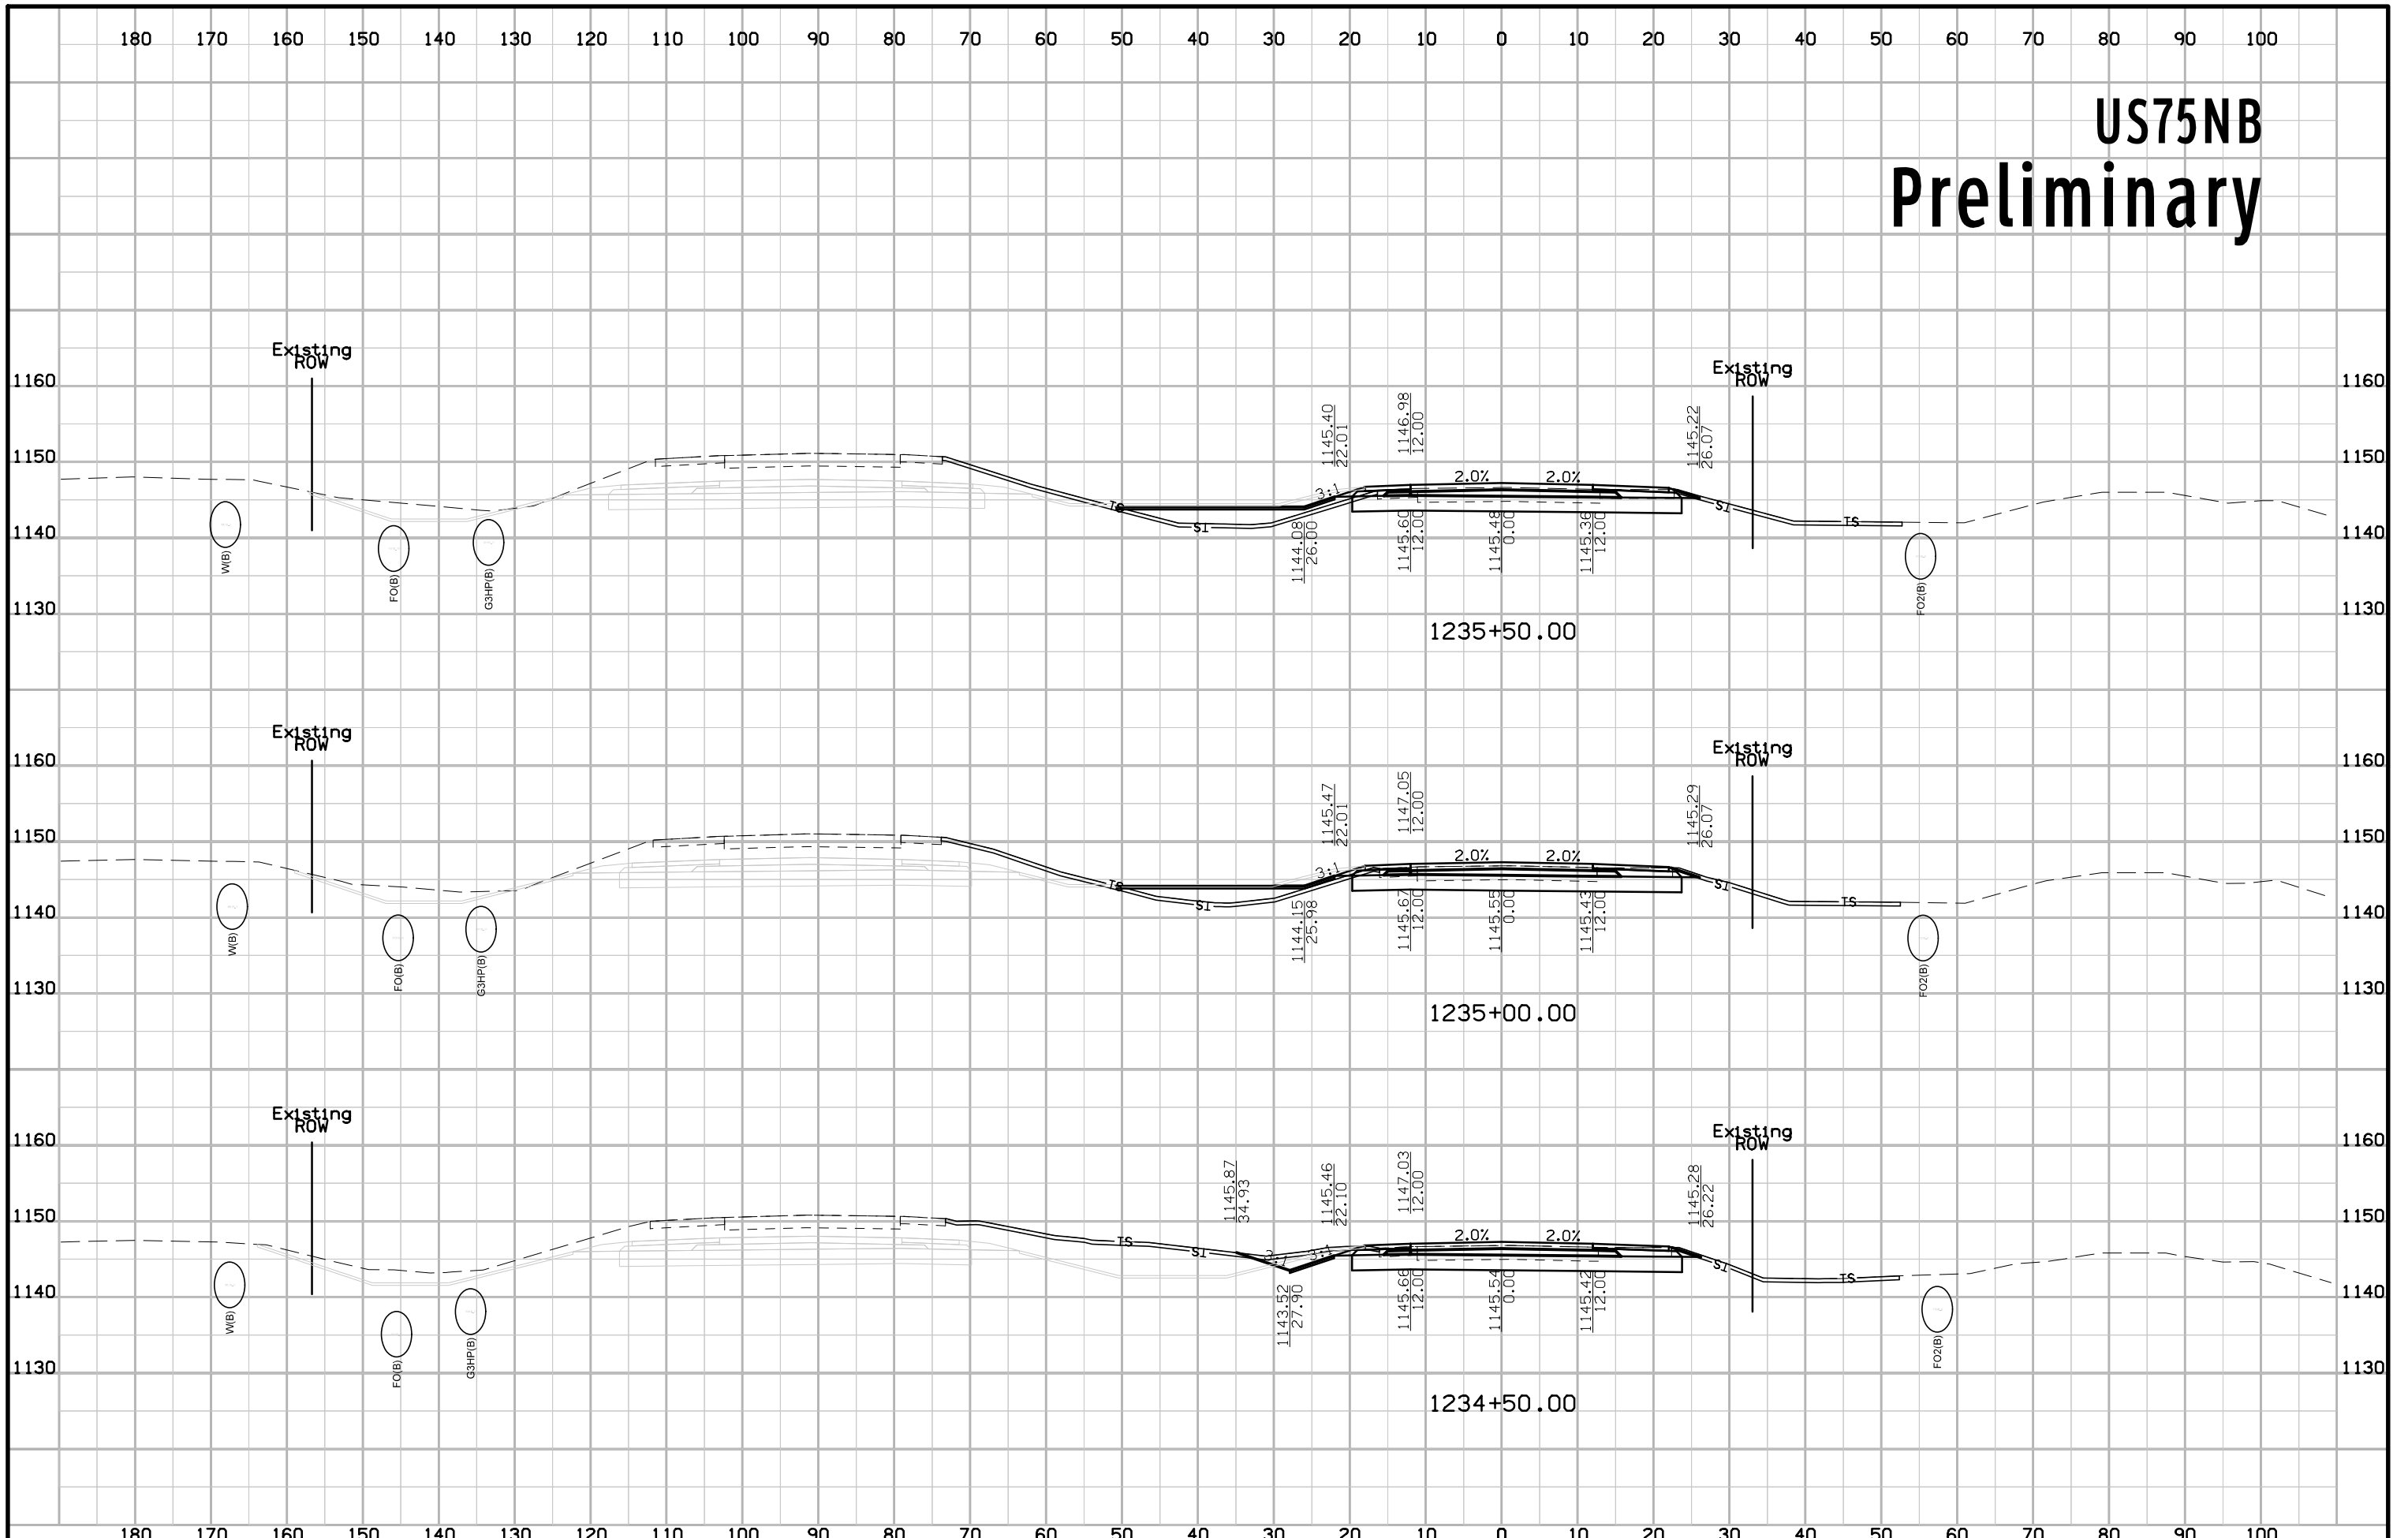 180 170 160 150 140 130 120 110 100 90 80 70 60 50 40 30 20 10 0 10 20 30 40 50 60 70 80 90 100
US75NB
Preliminary
Existing
ROW
Existing
ROW
1160 1160
1145.40
22.01
1146.98
12.00
1145.22
26.07
1150 1150
2.0% 2.0%
3:1
TS
TS
TS
TS
1140 1140
W(B)
FO(B)
G3HP(B)
1144.08
26.00
1145.60
12.00
1145.48
0.00
1145.36
12.00
FO2(B)
1130 1130
1235+50.00
Existing
ROW
Existing
ROW
1160 1160
1145.47
22.01
1147.05
12.00
1145.29
26.07
1150 1150
2.0% 2.0%
3:1
TS
TS
TS
TS
1140 1140
W(B)
FO(B)
G3HP(B)
1144.15
25.98
1145.67
12.00
1145.55
0.00
1145.43
12.00
FO2(B)
1130 1130
1235+00.00
Existing
ROW
Existing
ROW
1160 1160
1145.87
34.93
1145.46
22.10
1147.03
12.00
1145.28
26.22
1150 1150
2.0% 2.0%
TS
TS
3:1
TS
TS
1140 1140
W(B)
FO(B)
G3HP(B)
1143.52
27.90
1145.66
12.00
1145.54
0.00
1145.42
12.00
FO2(B)
1130 1130
1234+50.00
180 170 160 150 140 130 120 110 100 90 80 70 60 50 40 30 20 10 0 10 20 30 40 50 60 70 80 90 100